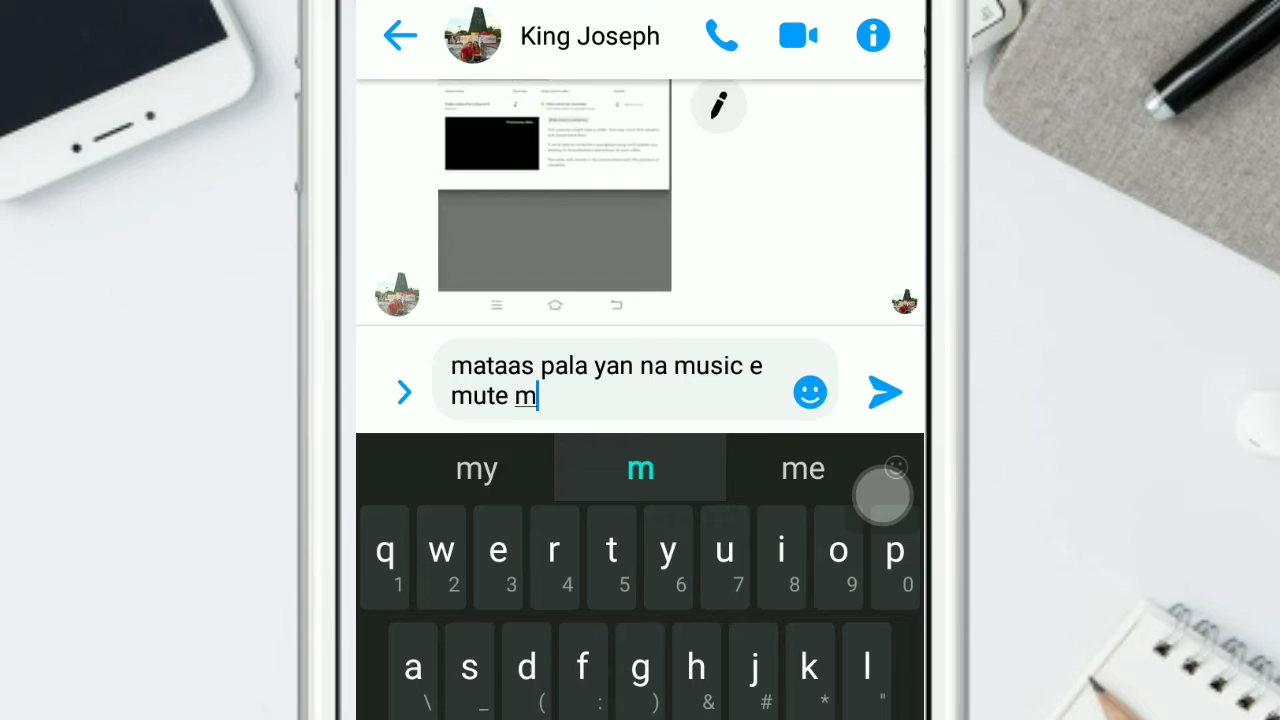 King Joseph
mataas pala yan na music e
mute m
my m me
q w e r t y u i o p
1 2 3 4 5 6 7 8 9 0
a s d f g h j k l
\ _ ( : ) & # * "